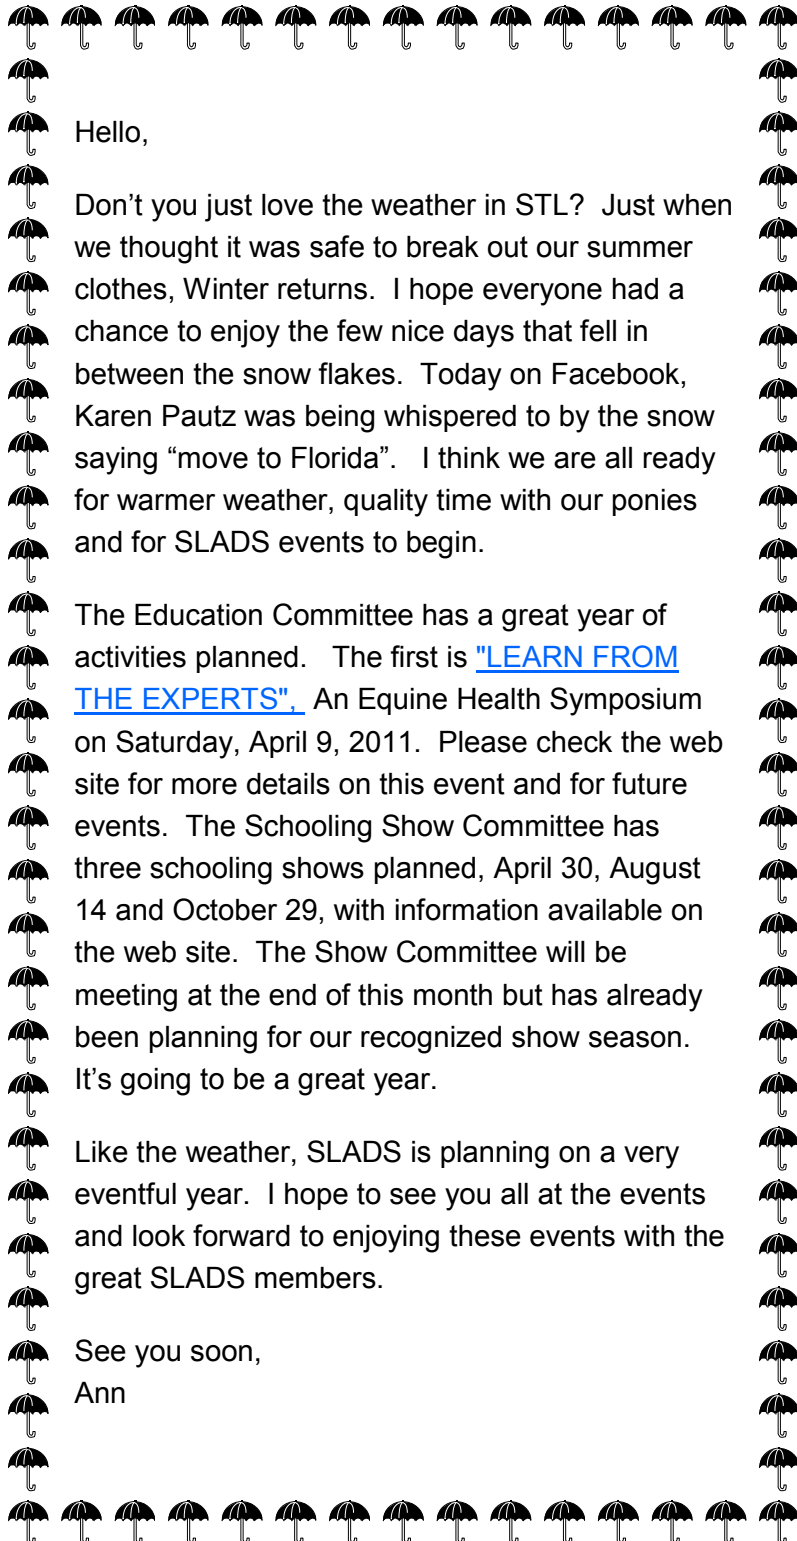 Hello,
Don’t you just love the weather in STL?  Just when
we thought it was safe to break out our summer
clothes, Winter returns.  I hope everyone had a
chance to enjoy the few nice days that fell in
between the snow flakes.  Today on Facebook,
Karen Pautz was being whispered to by the snow
saying “move to Florida”.   I think we are all ready
for warmer weather, quality time with our ponies
and for SLADS events to begin.
The Education Committee has a great year of
activities planned.   The first is "LEARN FROM
THE EXPERTS",  An Equine Health Symposium
on Saturday, April 9, 2011.  Please check the web
site for more details on this event and for future
events.  The Schooling Show Committee has
three schooling shows planned, April 30, August
14 and October 29, with information available on
the web site.  The Show Committee will be
meeting at the end of this month but has already
been planning for our recognized show season.
It’s going to be a great year.
Like the weather, SLADS is planning on a very
eventful year.  I hope to see you all at the events
and look forward to enjoying these events with the
great SLADS members.
See you soon,
Ann